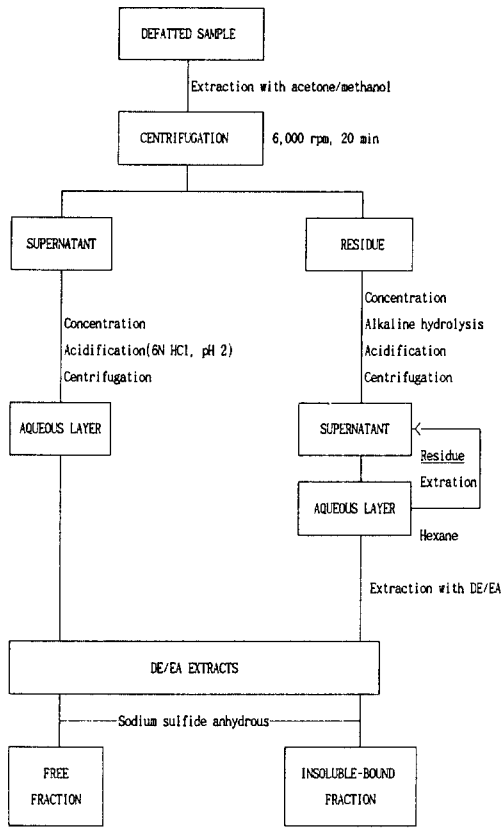 DEFATTED SAMPLE
Extraction with acetone/methanol
CENTRIFUGATION
6,000 rpm, 20 min
SUPERNATANT
RESIDUE
Concentration
Acidification(6N HCl, pH 2)
Centrifugation
Concentration
Alkaline hydrolysis
Acidification
Centrifugation
AQUEOUS LAYER
SUPERNATANT
Residue
Extration
AQUEOUS LAYER
Hexane
Extraction with DE/EA
DE/EA EXTRACTS
Sodium sulfide anhydrous
FREE
FRACTION
INSOLUBLE-BOUND
FRACTION